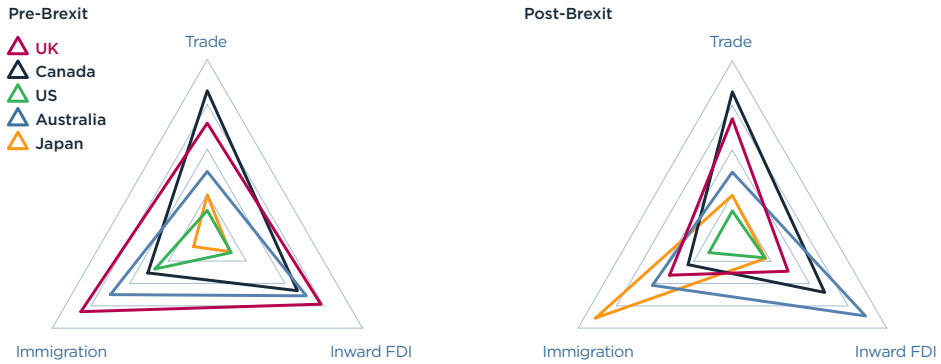 Pre-Brexit
UK
Canada
US
Australia
Japan
Trade
Immigration
Inward FDI
Post-Brexit
Trade
Immigration
Inward FDI